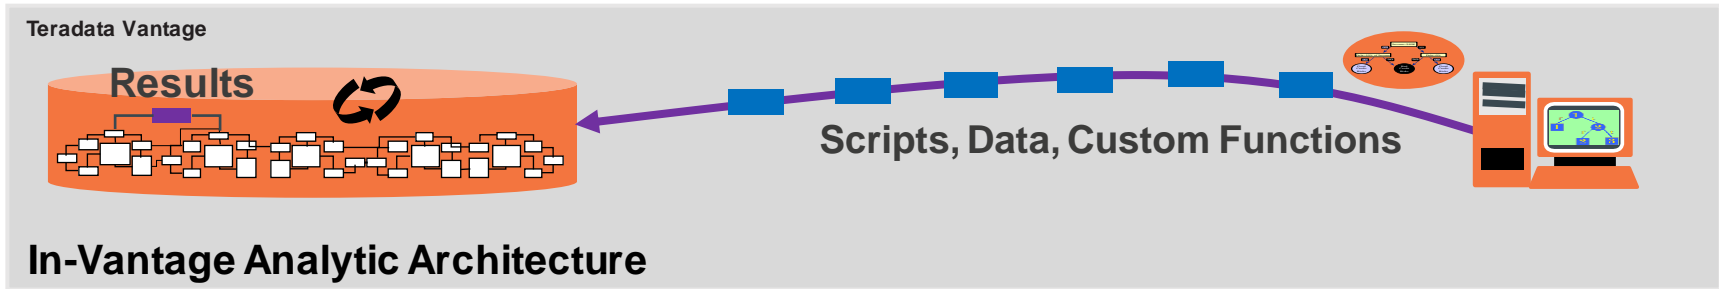 Teradata Vantage
Results
Scripts, Data, Custom Functions
In-Vantage Analytic Architecture